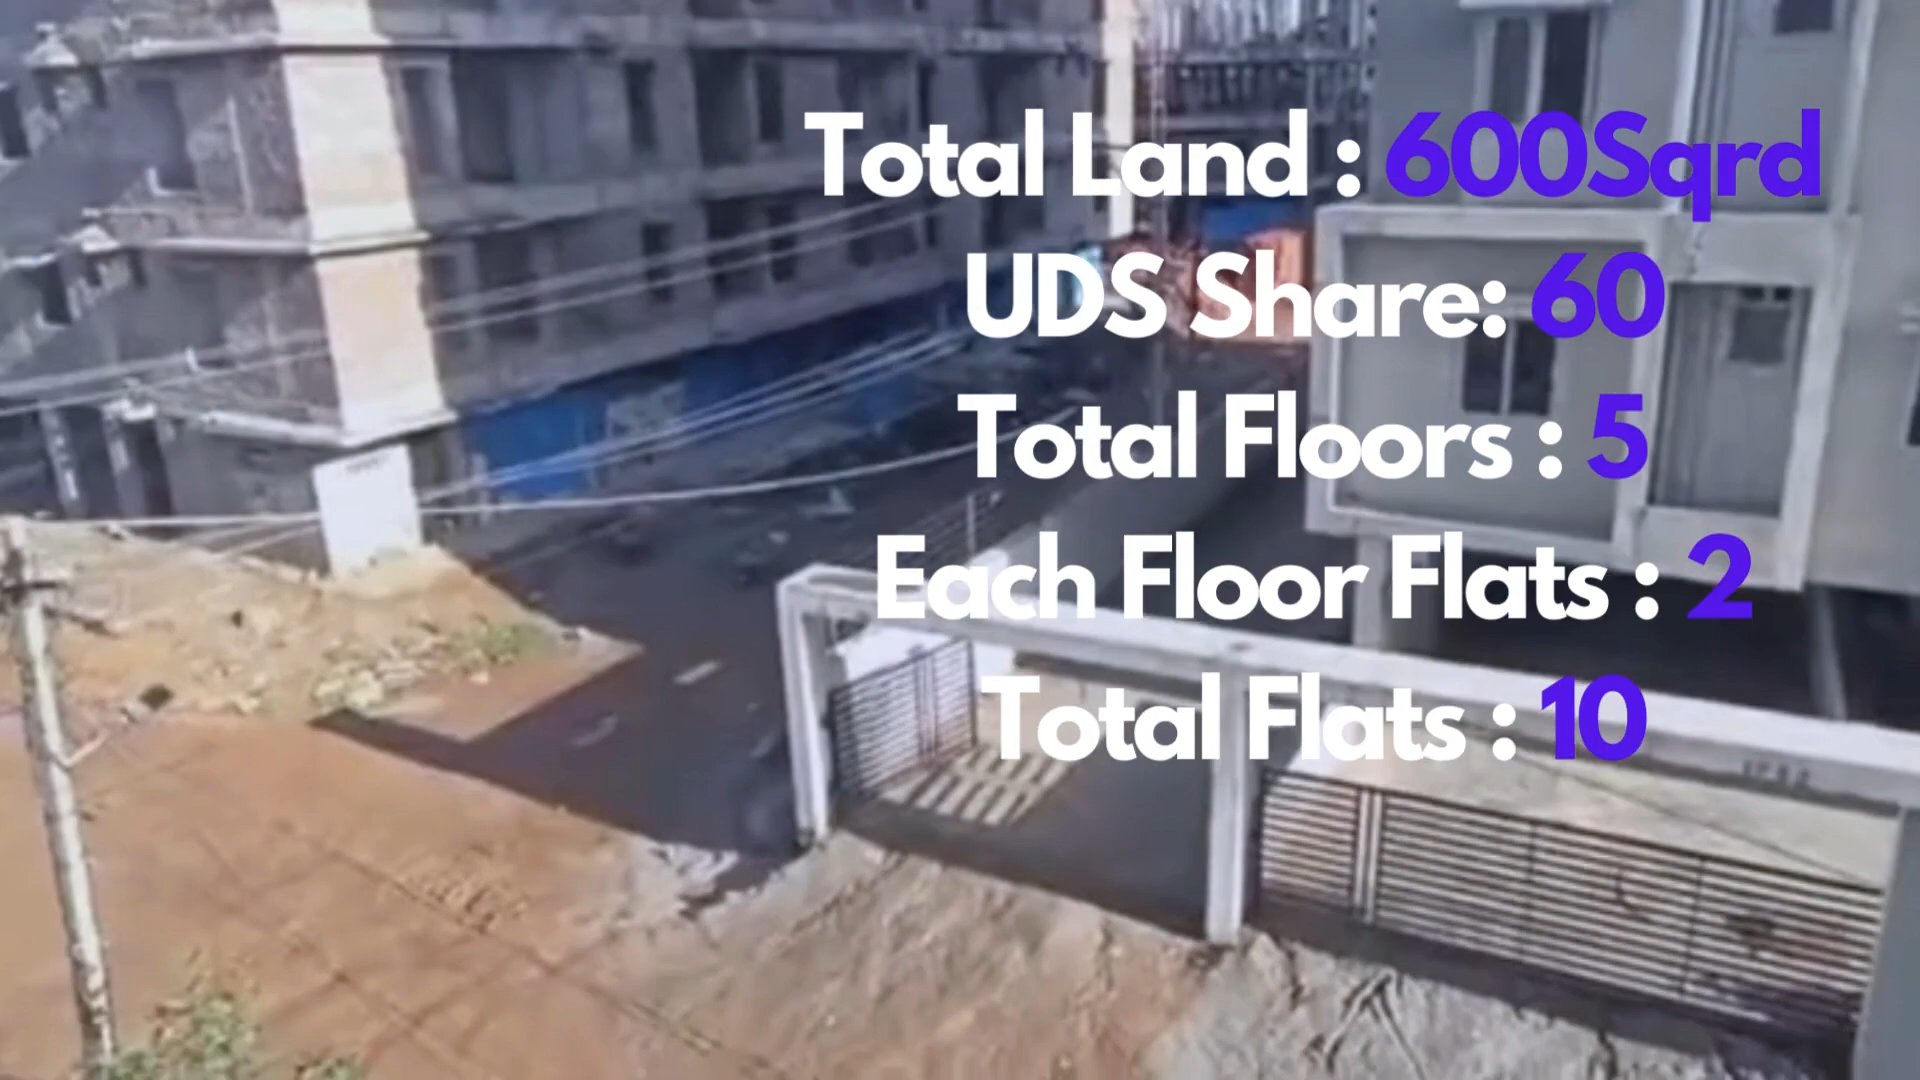 Total Land : 600Sqrd
UDS Share: 60
Total Floors : 5
Each Floor Flats : 2
Total Flats : 10